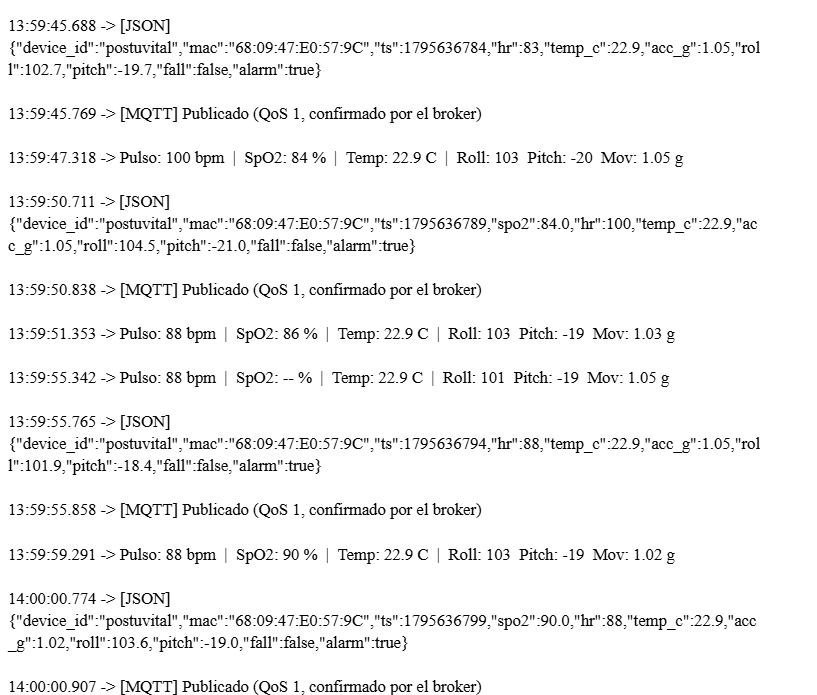 13:59:45.688 -> [JSON]
{"device_id":"postuvital","mac":"68:09:47:E0:57:9C","ts":1795636784,"hr":83,"temp_c":22.9,"acc_g":1.05,"rol
l":102.7,"pitch":-19.7,"fall":false,"alarm":true}
13:59:45.769 -> [MQTT] Publicado (QoS 1, confirmado por el broker)
13:59:47.318 -> Pulso: 100 bpm | SpO2: 84 % | Temp: 22.9 C | Roll: 103 Pitch: -20 Mov: 1.05 g
13:59:50.711 -> [JSON]
{"device_id":"postuvital","mac":"68:09:47:E0:57:9C","ts":1795636789,"spo2":84.0,"hr":100,"temp_c":22.9,"ac
c_g":1.05,"roll":104.5,"pitch":-21.0,"fall":false,"alarm":true}
13:59:50.838 -> [MQTT] Publicado (QoS 1, confirmado por el broker)
13:59:51.353 -> Pulso: 88 bpm | SpO2: 86 % | Temp: 22.9 C | Roll: 103 Pitch: -19 Mov: 1.03 g
13:59:55.342 -> Pulso: 88 bpm | SpO2: -- % | Temp: 22.9 C | Roll: 101 Pitch: -19 Mov: 1.05 g
13:59:55.765 -> [JSON]
{"device_id":"postuvital","mac":"68:09:47:E0:57:9C","ts":1795636794,"hr":88,"temp_c":22.9,"acc_g":1.05,"rol
l":101.9,"pitch":-18.4,"fall":false,"alarm":true}
13:59:55.858 -> [MQTT] Publicado (QoS 1, confirmado por el broker)
13:59:59.291 -> Pulso: 88 bpm | SpO2: 90 % | Temp: 22.9 C | Roll: 103 Pitch: -19 Mov: 1.02 g
14:00:00.774 -> [JSON]
{"device_id":"postuvital","mac":"68:09:47:E0:57:9C","ts":1795636799,"spo2":90.0,"hr":88,"temp_c":22.9,"acc
_g":1.02,"roll":103.6,"pitch":-19.0,"fall":false,"alarm":true}
14:00:00.907 -> [MQTT] Publicado (QoS 1, confirmado por el broker)